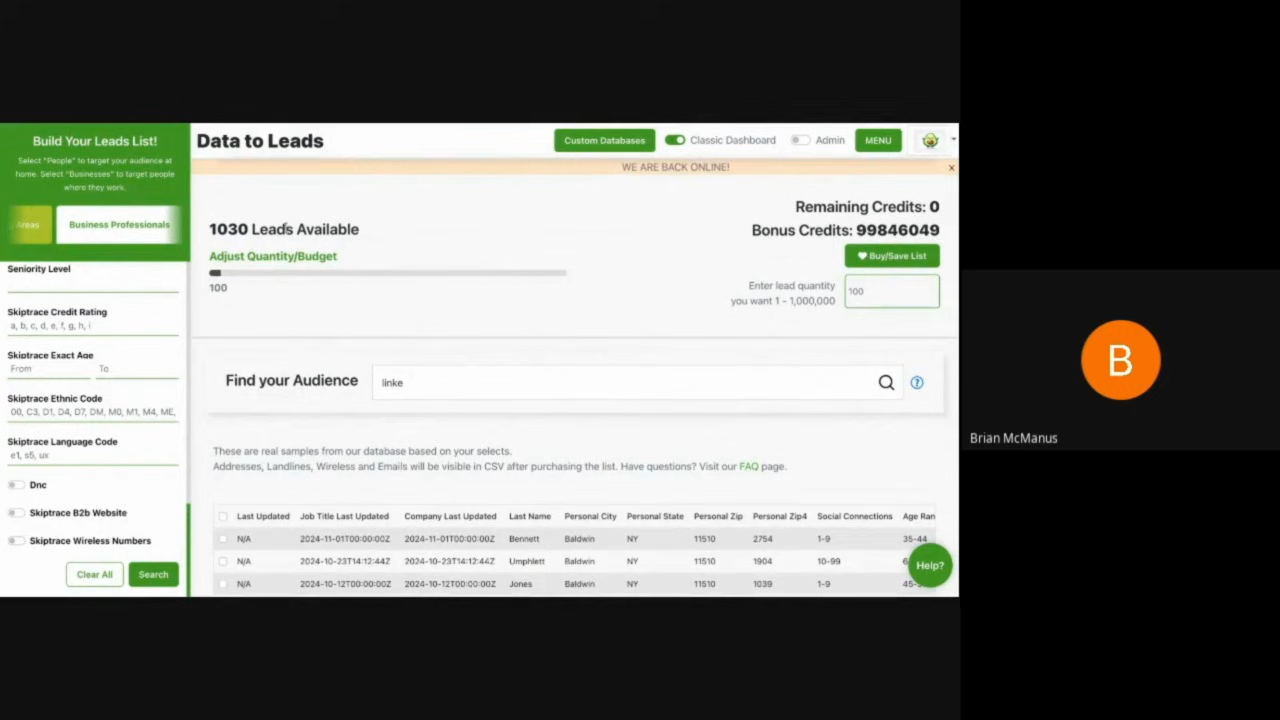 Build Your Leads List!
Select "People" to target your audience at
home. Select "Businesses" to target people
where they work.
Areas
Business Professionals
Seniority Level
Skiptrace Credit Rating
a, b, c, d, e, f, g, h, i
Skiptrace Exact Age
From To
Skiptrace Ethnic Code
00, C3, D1, D4, D7, DM, M0, M1, M4, ME,
Skiptrace Language Code
e1, s5, ux
Dnc
Skiptrace B2b Website
Skiptrace Wireless Numbers
Clear All Search
Data to Leads
Custom Databases Classic Dashboard Admin MENU
WE ARE BACK ONLINE! x
1030 Leads Available
Adjust Quantity/Budget
100
Remaining Credits: 0
Bonus Credits: 99846049
Buy/Save List
Enter lead quantity
you want 1 - 1,000,000
100
Find your Audience linke ?
These are real samples from our database based on your selects.
Addresses, Landlines, Wireless and Emails will be visible in CSV after purchasing the list. Have questions? Visit our FAQ page.
Last Updated Job Title Last Updated Company Last Updated Last Name Personal City Personal State Personal Zip Personal Zip4 Social Connections Age Ran
N/A 2024-11-01T00:00:00Z 2024-11-01T00:00:00Z Bennett Baldwin NY 11510 2754 1-9 35-44
N/A 2024-10-23T14:12:44Z 2024-10-23T14:12:44Z Umphlett Baldwin NY 11510 1904 10-99
N/A 2024-10-12T00:00:00Z 2024-10-12T00:00:00Z Jones Baldwin NY 11510 1039 1-9
Help?
B
Brian McManus